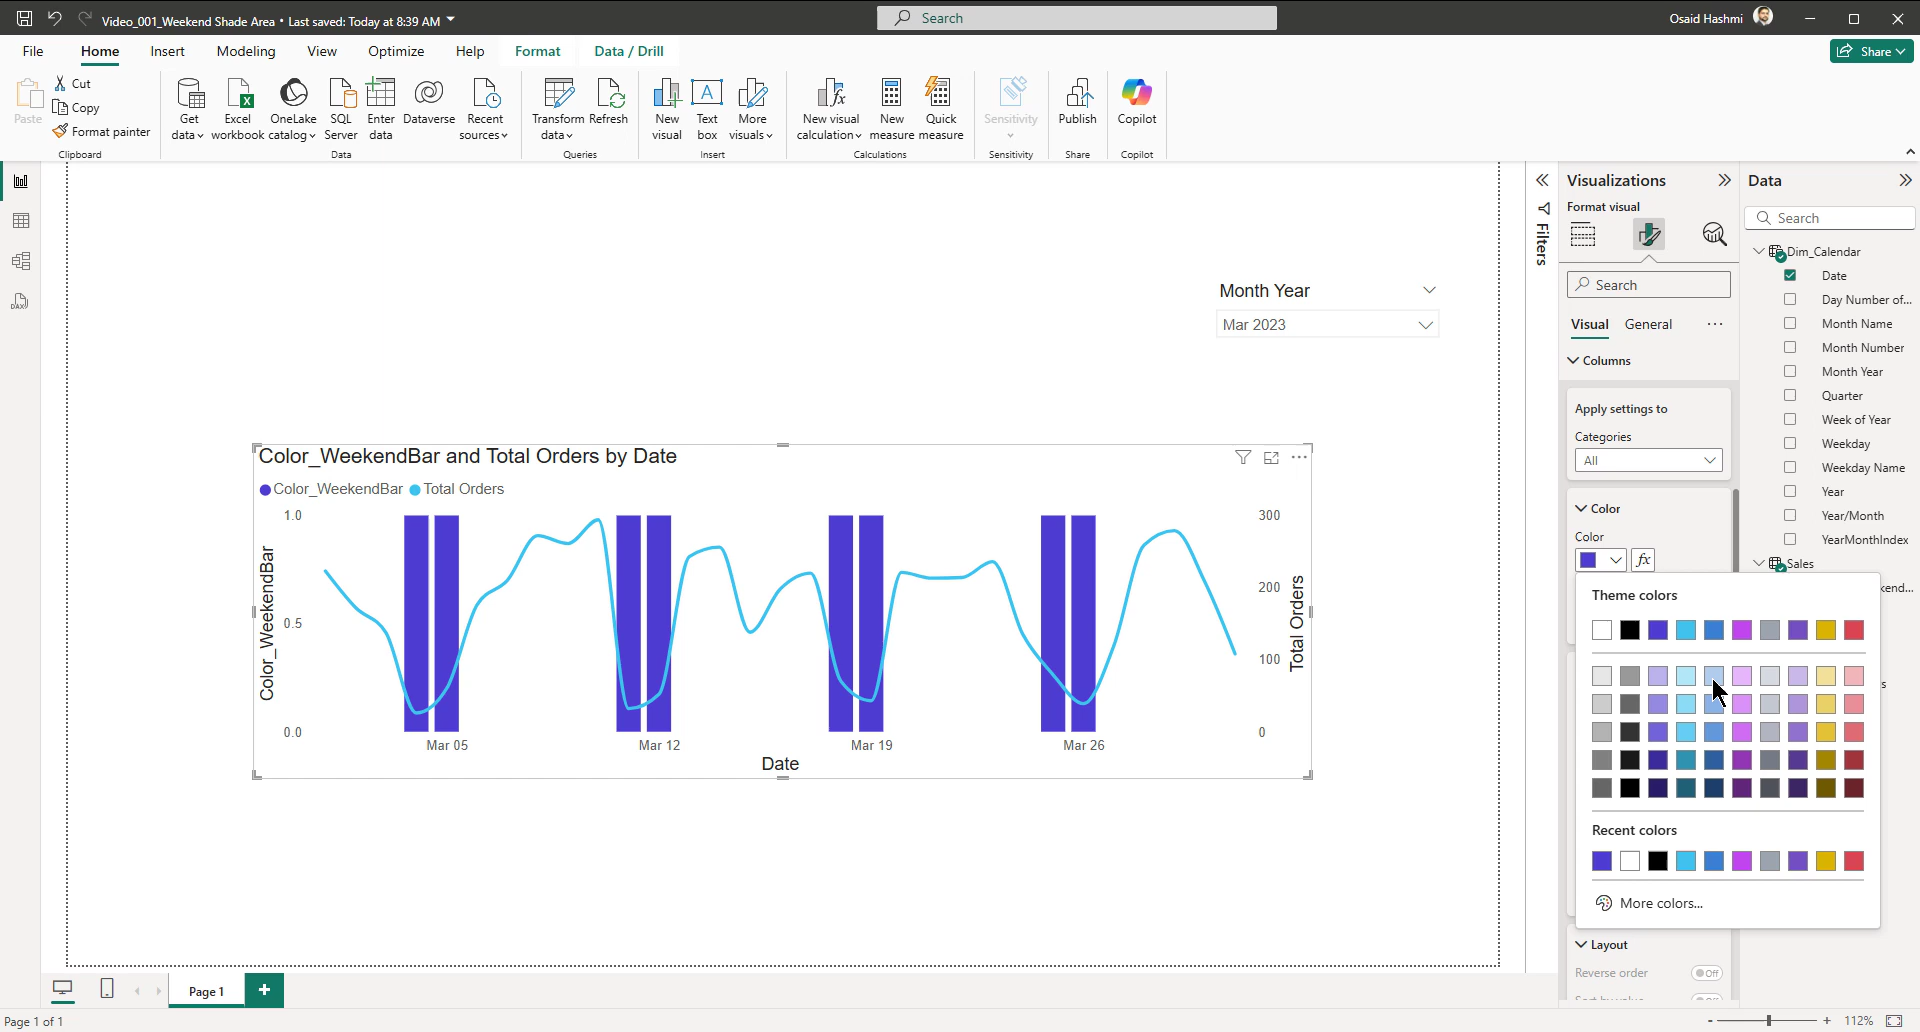 Video_001_Weekend Shade Area • Last saved: Today at 8:39 AM
Search
Osaid Hashmi
File
Home
Insert
Modeling
View
Optimize
Help
Format
Data / Drill
Share
Paste
Cut
Copy
Format painter
Clipboard
Get data
Excel workbook
OneLake catalog
SQL Server
Enter data
Dataverse
Recent sources
Data
Transform data
Refresh
Queries
New visual
Text box
More visuals
Insert
New visual calculation
New measure
Quick measure
Calculations
Sensitivity
Sensitivity
Publish
Share
Copilot
Copilot
Month Year
Mar 2023
Color_WeekendBar and Total Orders by Date
Color_WeekendBar
Total Orders
1.0
0.5
0.0
Color_WeekendBar
300
200
100
0
Total Orders
Mar 05
Mar 12
Mar 19
Mar 26
Date
Filters
Visualizations
Format visual
Search
Visual
General
Columns
Apply settings to
Categories
All
Color
Color
fx
Theme colors
Recent colors
More colors...
Layout
Reverse order
Off
Data
Search
Dim_Calendar
Date
Day Number of...
Month Name
Month Number
Month Year
Quarter
Week of Year
Weekday
Weekday Name
Year
Year/Month
YearMonthIndex
Sales
Page 1
Page 1 of 1
- + 112%